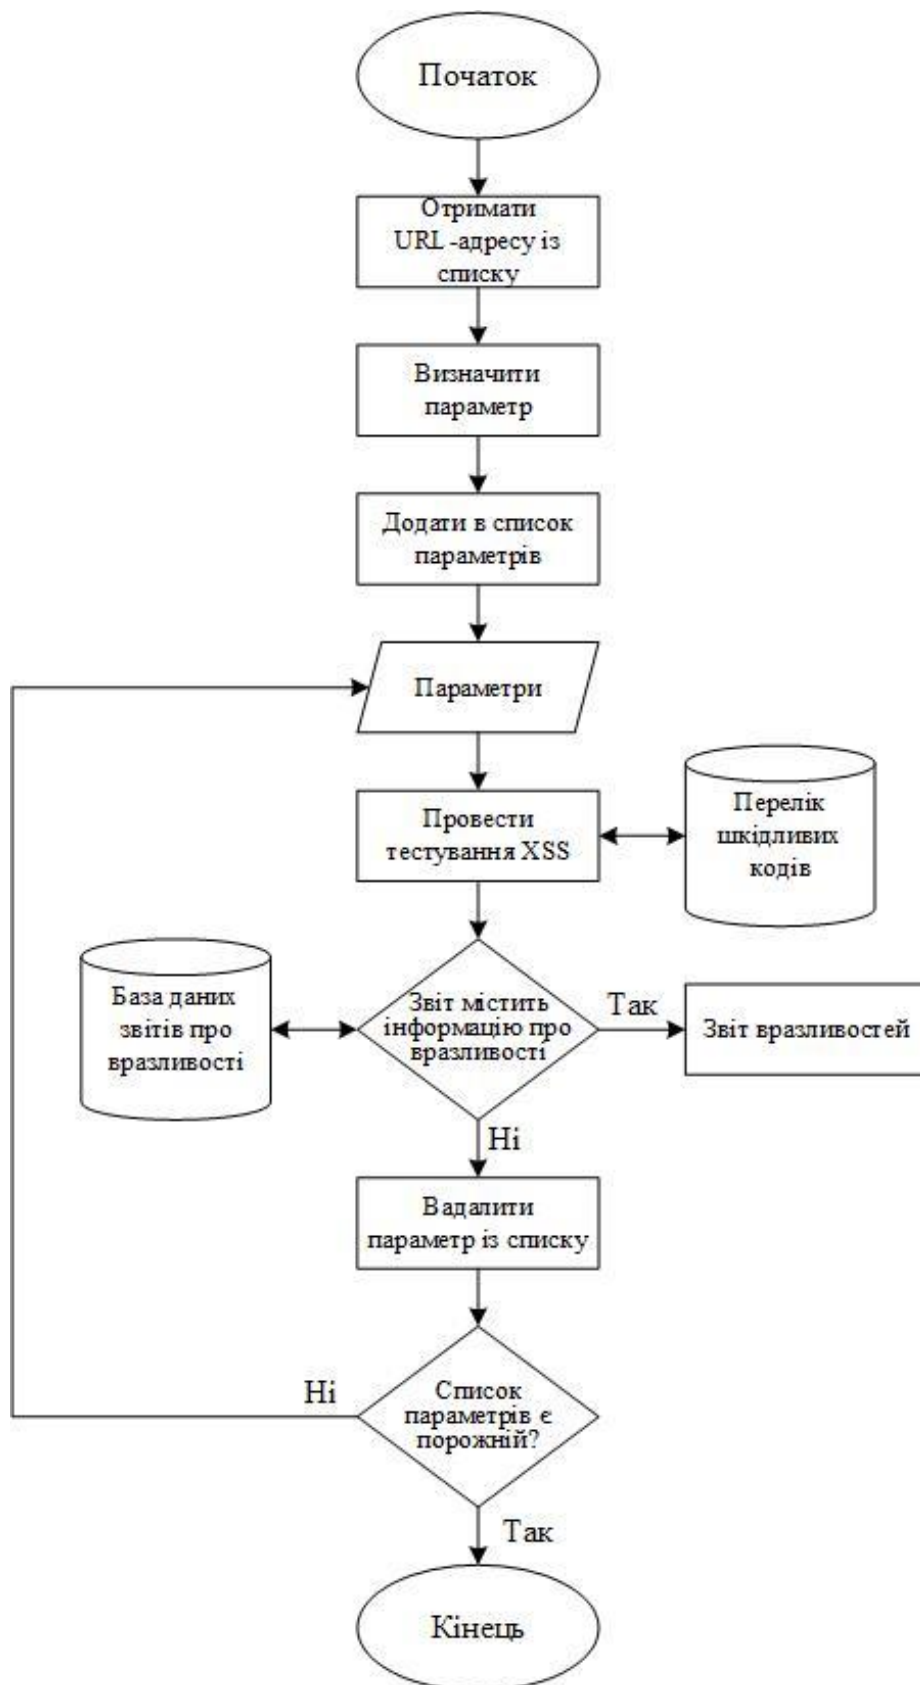 Початок
Отримати
URL -адресу із
списку
Визначити
параметр
Додати в список
параметрів
Параметри
Провести
тестування XSS
Перелік
шкідливих
кодів
База даних
звітів про
вразливості
Звіт містить
інформацію про
вразливості
Так
Звіт вразливостей
Ні
Вадалити
параметр із списку
Ні
Список
параметрів є
порожній?
Так
Кінець